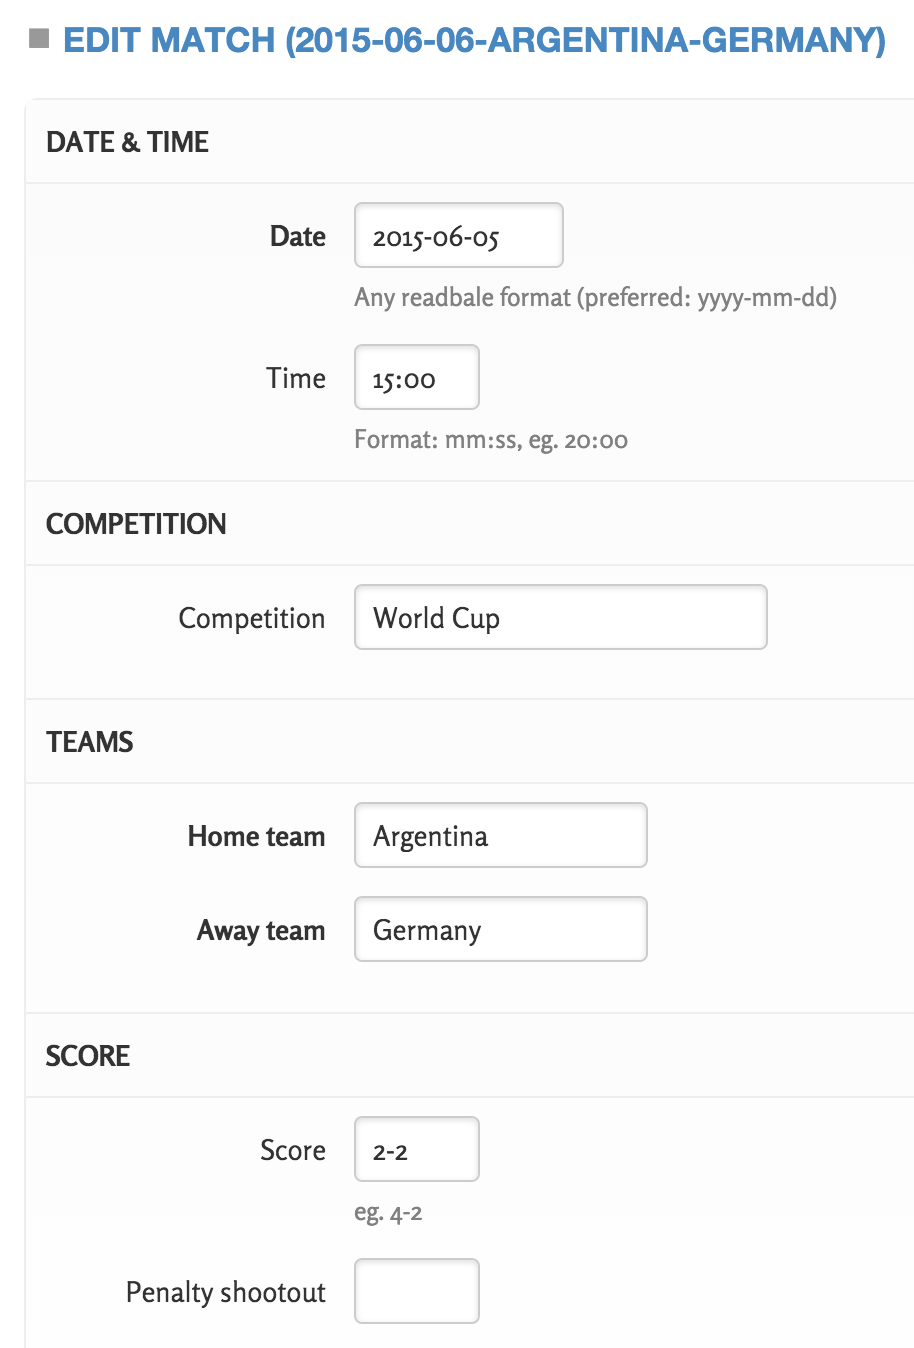 EDIT MATCH (2015-06-06-ARGENTINA-GERMANY)
DATE & TIME
Date 2015-06-05
Any readbale format (preferred: yyyy-mm-dd)
Time 15:00
Format: mm:ss, eg. 20:00
COMPETITION
Competition World Cup
TEAMS
Home team Argentina
Away team Germany
SCORE
Score 2-2
eg. 4-2
Penalty shootout